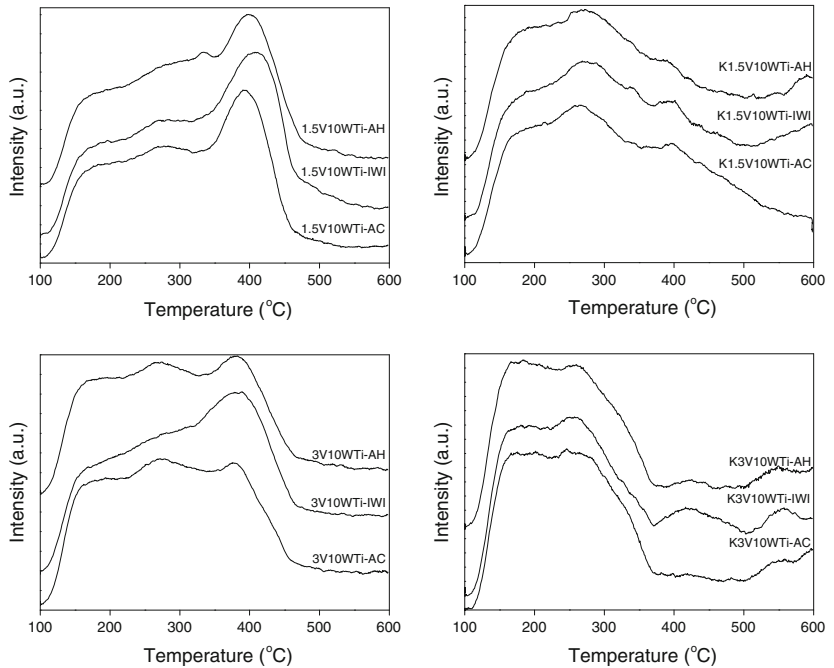 Intensity (a.u.)
1.5V10WTi-AH
1.5V10WTi-IWI
1.5V10WTi-AC
100 200 300 400 500 600
Temperature (°C)
Intensity (a.u.)
K1.5V10WTi-AH
K1.5V10WTi-IWI
K1.5V10WTi-AC
100 200 300 400 500 600
Temperature (°C)
Intensity (a.u.)
3V10WTi-AH
3V10WTi-IWI
3V10WTi-AC
100 200 300 400 500 600
Temperature (°C)
Intensity (a.u.)
K3V10WTi-AH
K3V10WTi-IWI
K3V10WTi-AC
100 200 300 400 500 600
Temperature (°C)